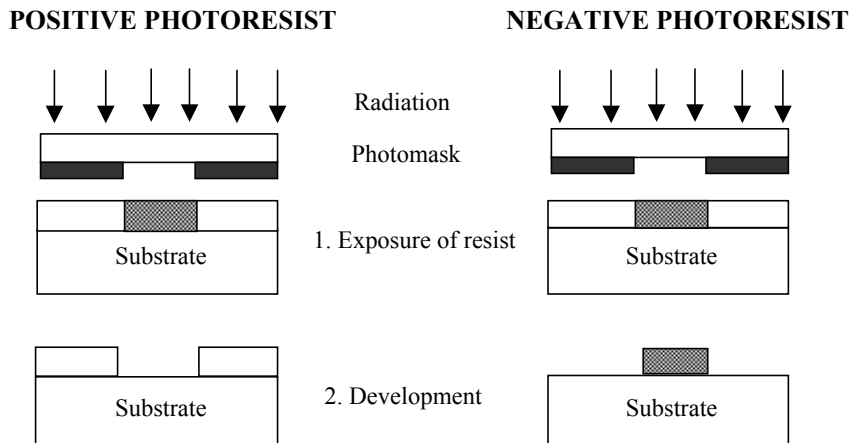 POSITIVE PHOTORESIST
NEGATIVE PHOTORESIST
Radiation
Photomask
1. Exposure of resist
Substrate
Substrate
2. Development
Substrate
Substrate